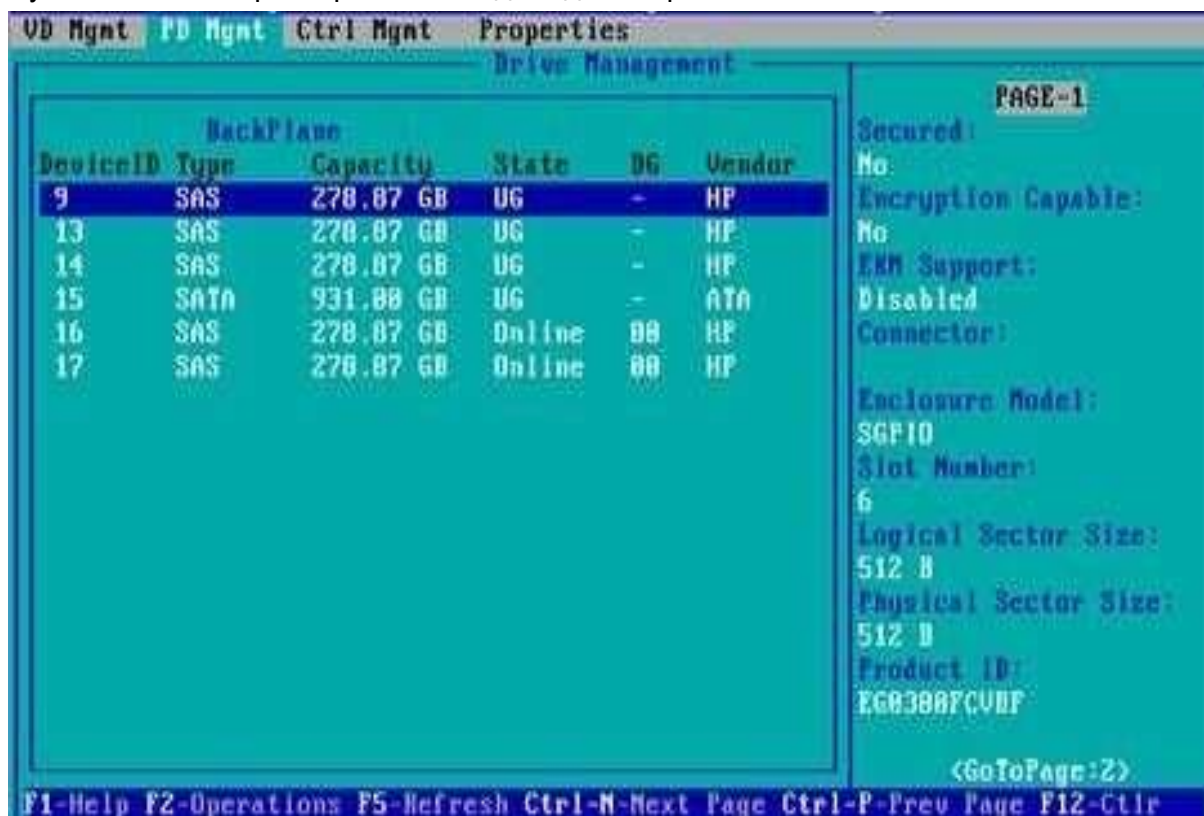 VD Mgmt PD Mgmt Ctrl Mgmt Properties
Drive Management
BackPlane
DeviceID Type Capacity State DG Vendor
9 SAS 278.87 GB UG - HP
13 SAS 278.87 GB UG - HP
14 SAS 278.87 GB UG - HP
15 SATA 931.00 GB UG - ATA
16 SAS 278.87 GB Online 00 HP
17 SAS 278.87 GB Online 00 HP
PAGE-1
Secured:
No
Encryption Capable:
No
EKM Support:
Disabled
Connector:
Enclosure Model:
SGPIO
Slot Number:
6
Logical Sector Size:
512 B
Physical Sector Size:
512 B
Product ID:
EG0300FCVBF
<GoToPage:2>
F1-Help F2-Operations F5-Refresh Ctrl-N-Next Page Ctrl-P-Prev Page F12-Ctlr